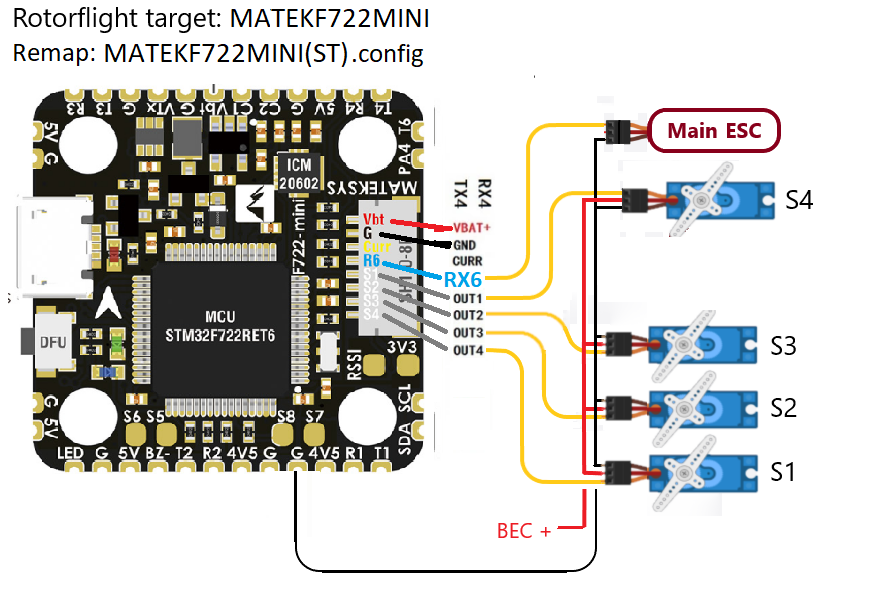 Rotorflight target: MATEKF722MINI
Remap: MATEKF722MINI(ST).config
R3 T3 G VTx G Vbt C1 C2 G 5V R4 T4
5V
G
PA4 T6
ICM
20602
MATEKSYS
F722-mini
TX4 RX4
Vbt
G
Curr
R6
S1
S2
S3
S4
VBAT+
GND
CURR
RX6
OUT1
OUT2
OUT3
OUT4
Main ESC
S4
S3
S2
S1
MCU
STM32F722RET6
DFU
RSSI
3V3
G
5V
S6 S5
S8 S7
SDA SCL
LED G 5V BZ- T2 R2 4V5 G G 4V5 R1 T1
BEC +